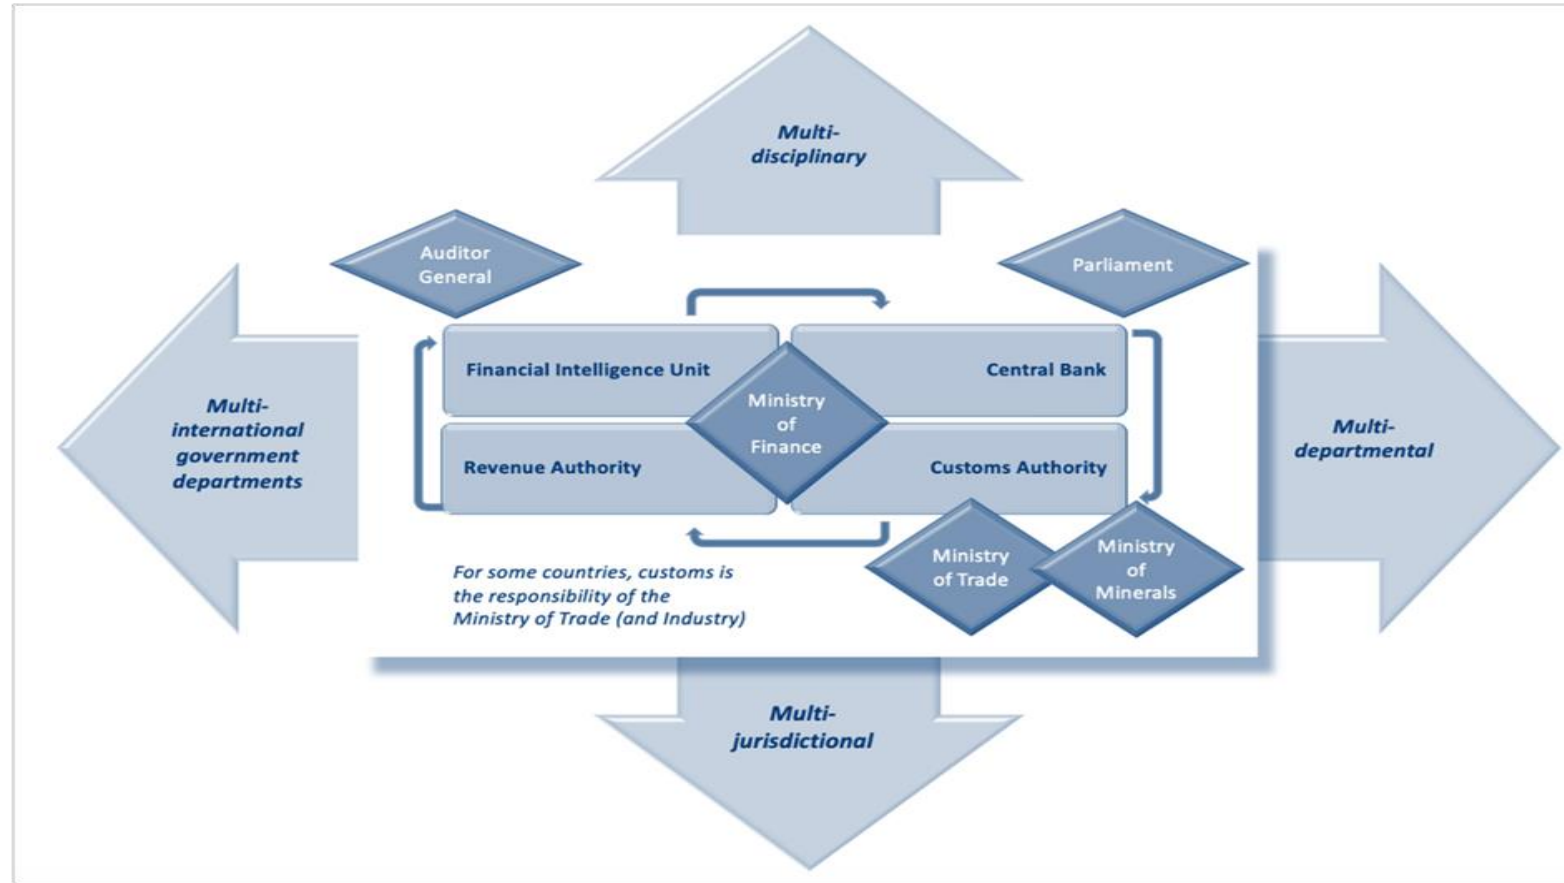 Multi-
disciplinary
Auditor
General
Parliament
Multi-
international
government
departments
Financial Intelligence Unit
Central Bank
Ministry
of
Finance
Revenue Authority
Customs Authority
Multi-
departmental
For some countries, customs is
the responsibility of the
Ministry of Trade (and Industry)
Ministry
of Trade
Ministry
of
Minerals
Multi-
jurisdictional